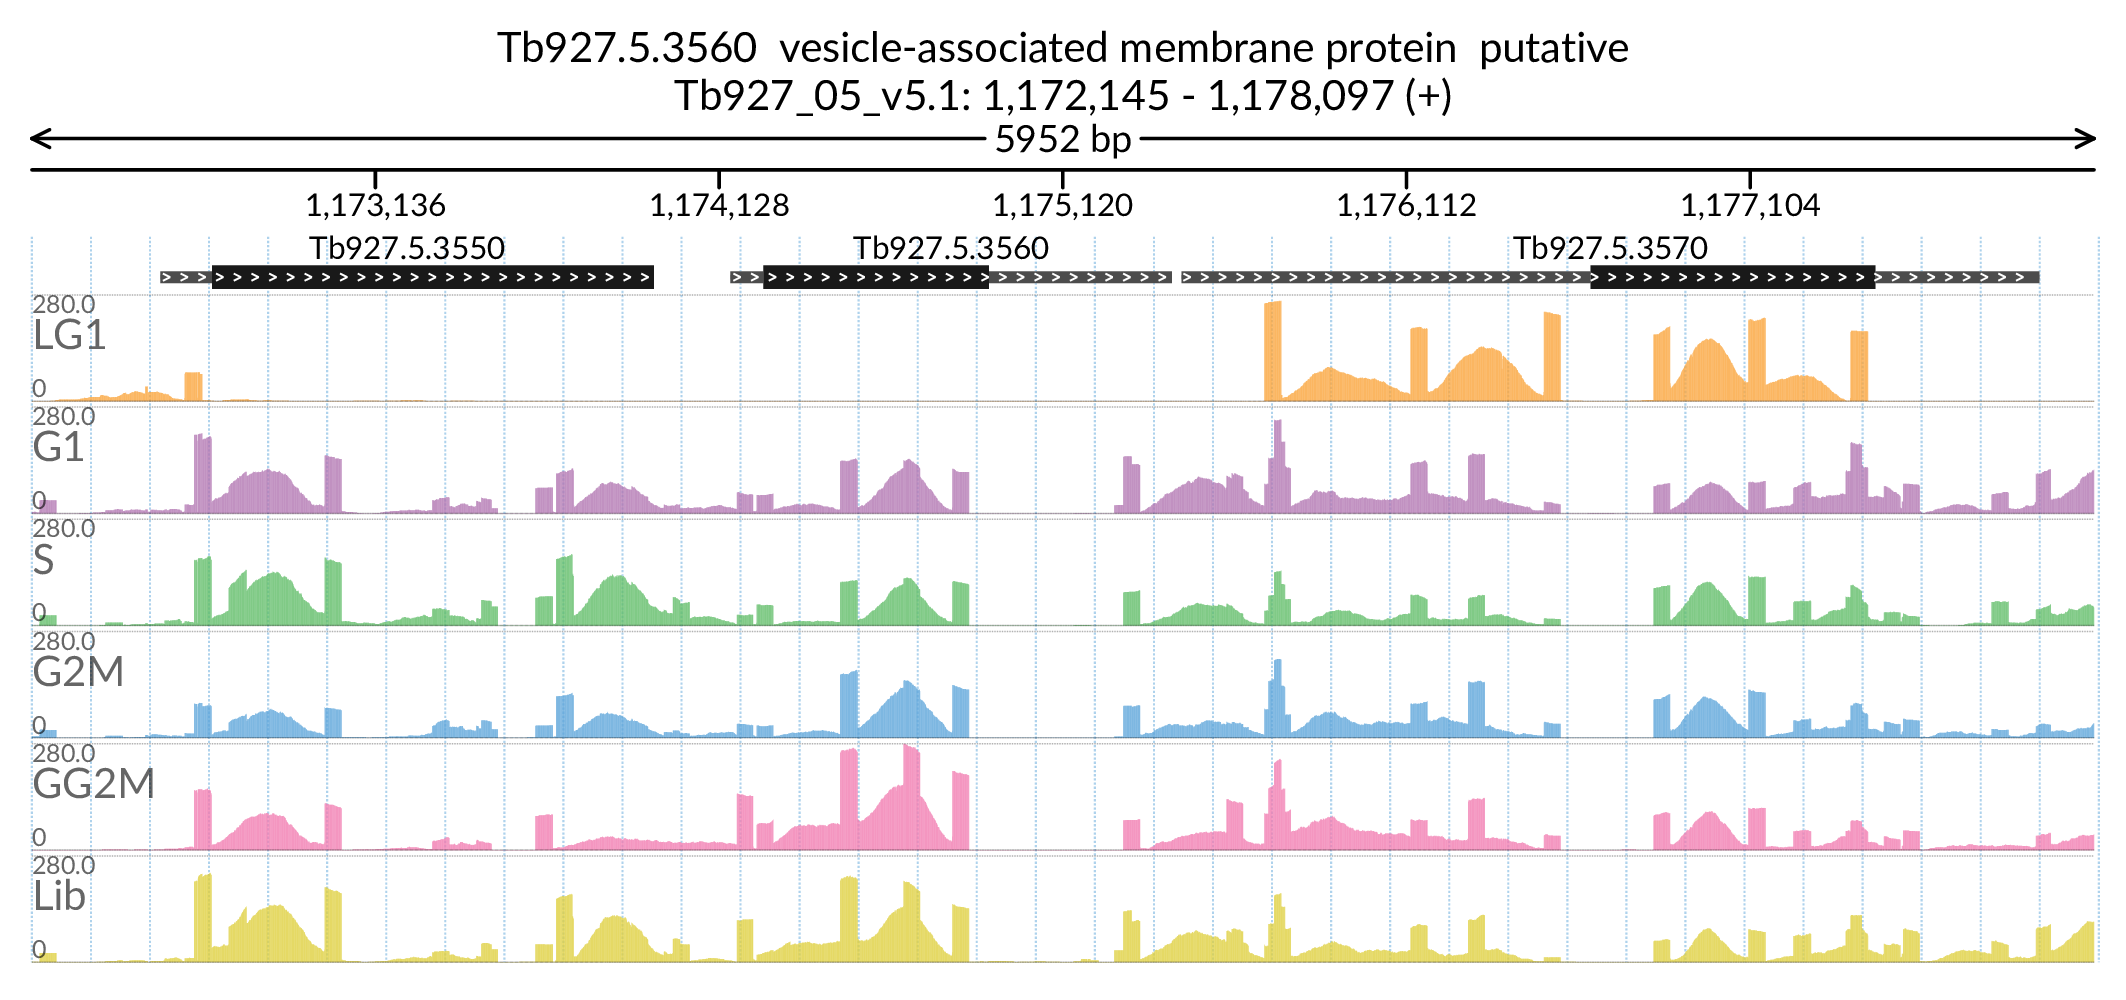 Tb927.5.3560  vesicle-associated membrane protein  putative
Tb927_05_v5.1: 1,172,145 - 1,178,097 (+)
5952 bp
1,173,136 1,174,128 1,175,120 1,176,112 1,177,104
Tb927.5.3550 Tb927.5.3560 Tb927.5.3570
280.0
LG1
0
280.0
G1
0
280.0
S
0
280.0
G2M
0
280.0
GG2M
0
280.0
Lib
0